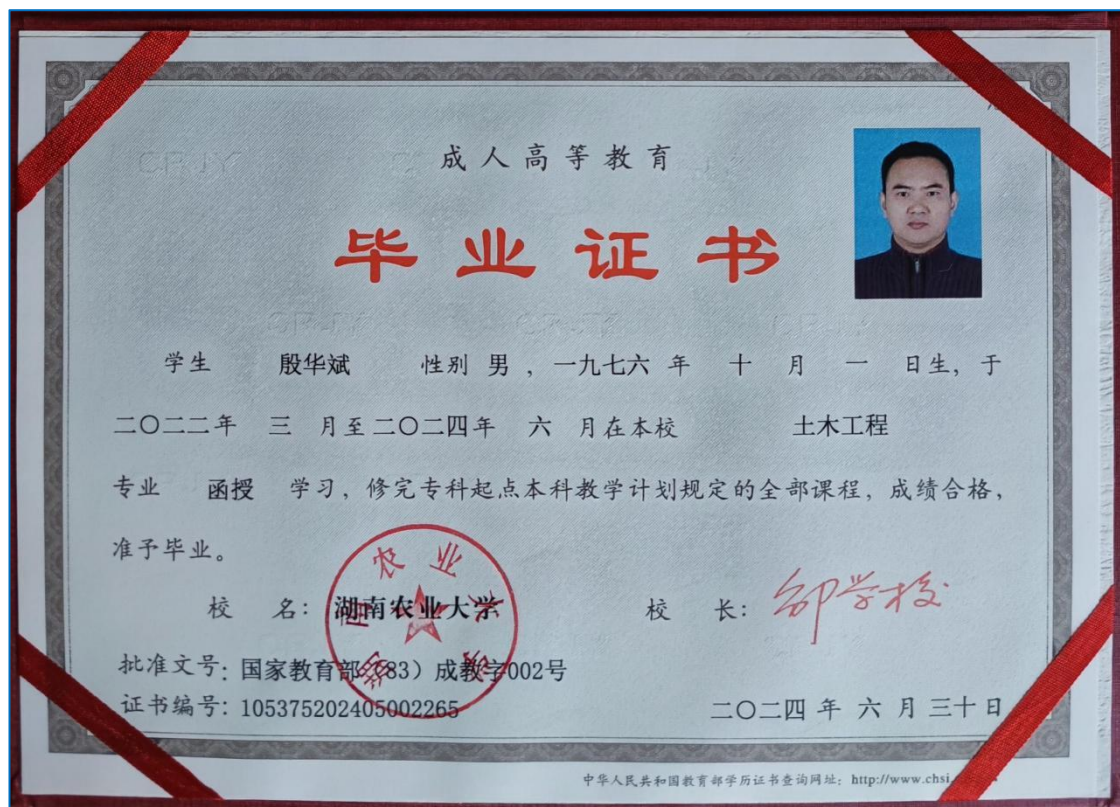 成人高等教育
毕业证书
学生 殷华斌 性别 男 ，一九七六 年 十 月 一 日生，于
二〇二二年 三 月至二〇二四年 六 月在本校 土木工程
专业 函授 学习，修完专科起点本科教学计划规定的全部课程，成绩合格，
准予毕业。
校 名：湖南农业大学 校 长：邹学校
批准文号：国家教育部（83）成教字002号
证书编号：105375202405002265 二〇二四 年 六 月 三十 日
中华人民共和国教育部学历证书查询网址：http://www.chsi.